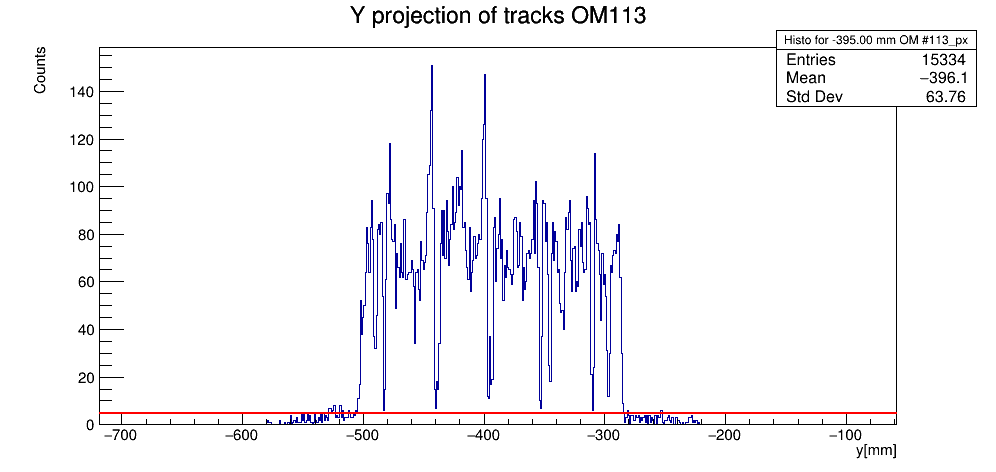 Y projection of tracks OM113
Histo for -395.00 mm OM #113_px
Entries 15334
Mean −396.1
Std Dev 63.76
Counts
140
120
100
80
60
40
20
0
−700 −600 −500 −400 −300 −200 −100
y[mm]